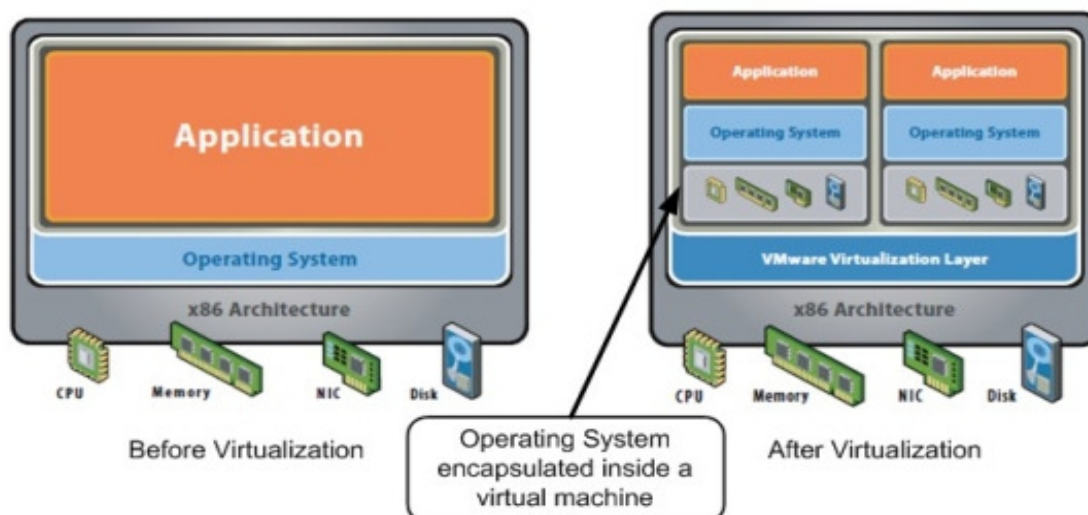 Application
Operating System
x86 Architecture
CPU
Memory
NIC
Disk
Before Virtualization
Application
Application
Operating System
Operating System
VMware Virtualization Layer
x86 Architecture
CPU
Memory
NIC
Disk
After Virtualization
Operating System
encapsulated inside a
virtual machine